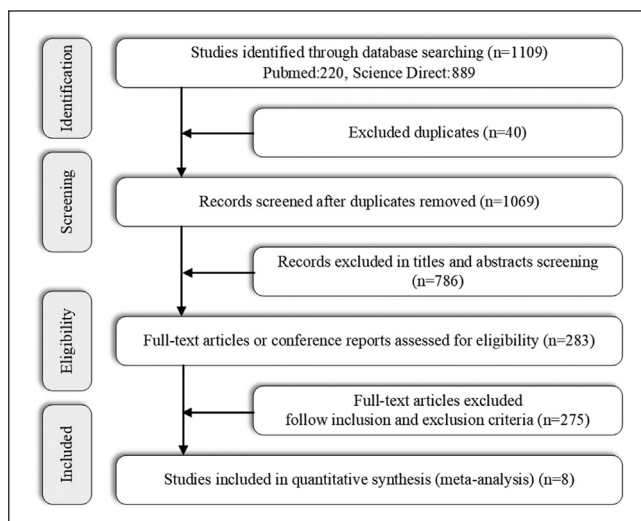 Identification
Studies identified through database searching (n=1109)
Pubmed:220, Science Direct:889
Excluded duplicates (n=40)
Screening
Records screened after duplicates removed (n=1069)
Records excluded in titles and abstracts screening
(n=786)
Eligibility
Full-text articles or conference reports assessed for eligibility (n=283)
Full-text articles excluded
follow inclusion and exclusion criteria (n=275)
Included
Studies included in quantitative synthesis (meta-analysis) (n=8)